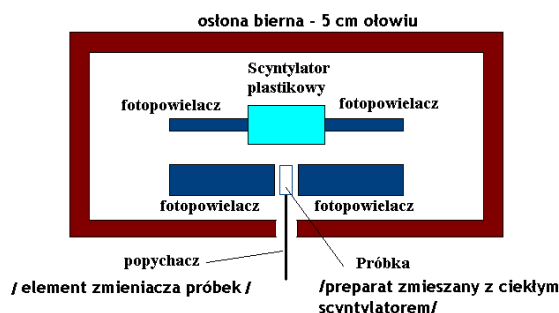 osłona bierna - 5 cm ołowiu
Scyntylator
plastikowy
fotopowielacz
fotopowielacz
fotopowielacz
fotopowielacz
popychacz
/ element zmieniacza próbek /
Próbka
/preparat zmieszany z ciekłym
scyntylatorem/